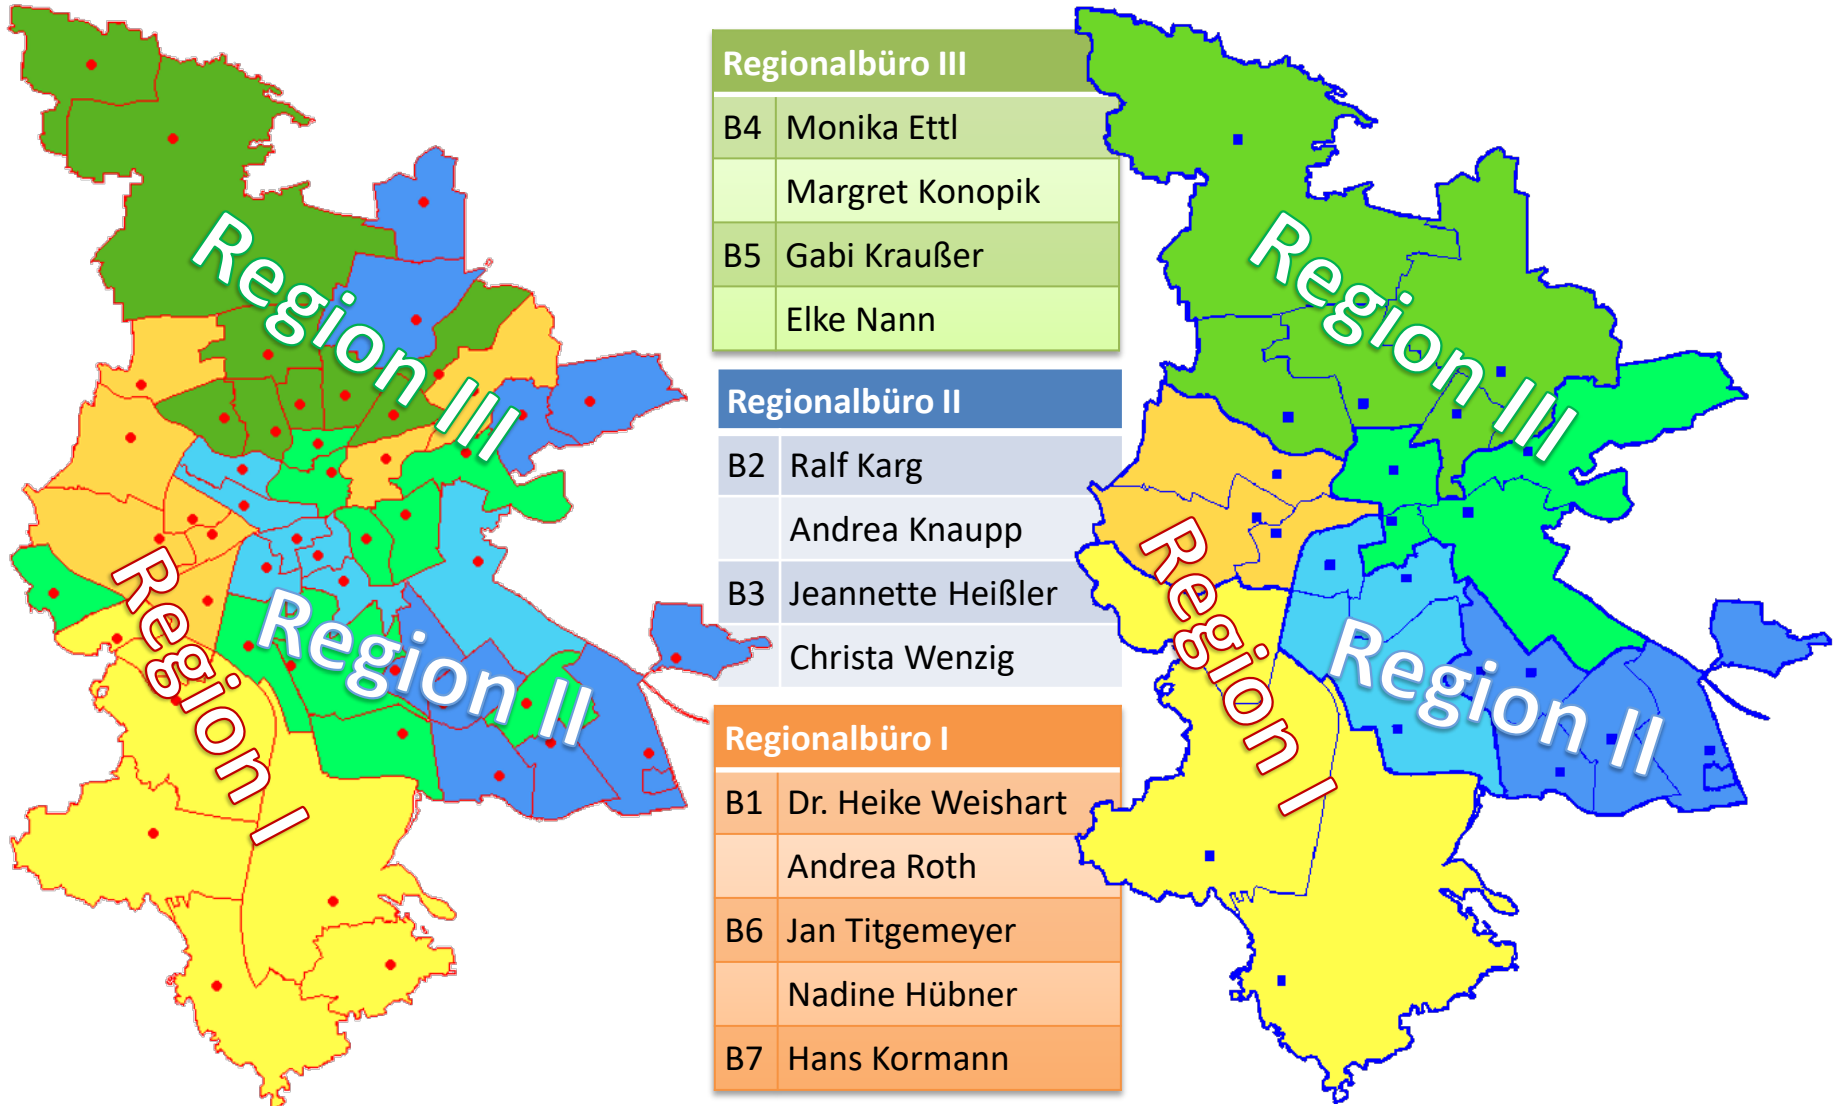 Region III
Region II
Region I
Regionalbüro III
B4 Monika Ettl
Margret Konopik
B5 Gabi Kraußer
Elke Nann
Regionalbüro II
B2 Ralf Karg
Andrea Knaupp
B3 Jeannette Heißler
Christa Wenzig
Regionalbüro I
B1 Dr. Heike Weishart
Andrea Roth
B6 Jan Titgemeyer
Nadine Hübner
B7 Hans Kormann
Region III
Region II
Region I